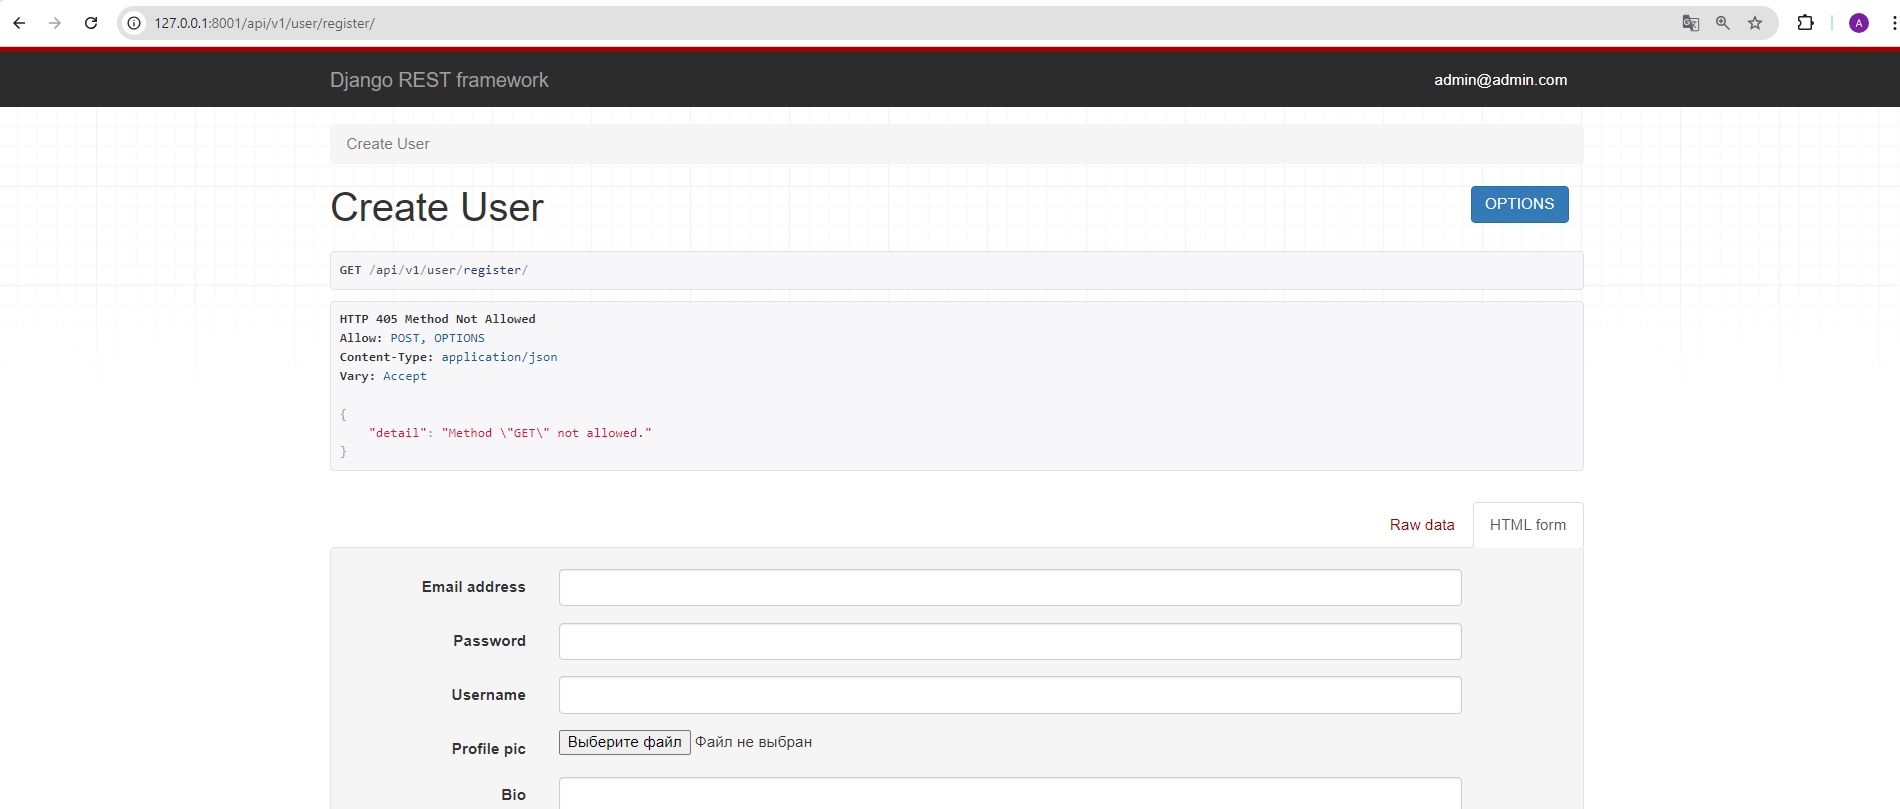 127.0.0.1:8001/api/v1/user/register/
A
Django REST framework
admin@admin.com
Create User
Create User
OPTIONS
GET /api/v1/user/register/
HTTP 405 Method Not Allowed
Allow: POST, OPTIONS
Content-Type: application/json
Vary: Accept
{
"detail": "Method \"GET\" not allowed."
}
Raw data
HTML form
Email address
Password
Username
Profile pic
Выберите файл Файл не выбран
Bio